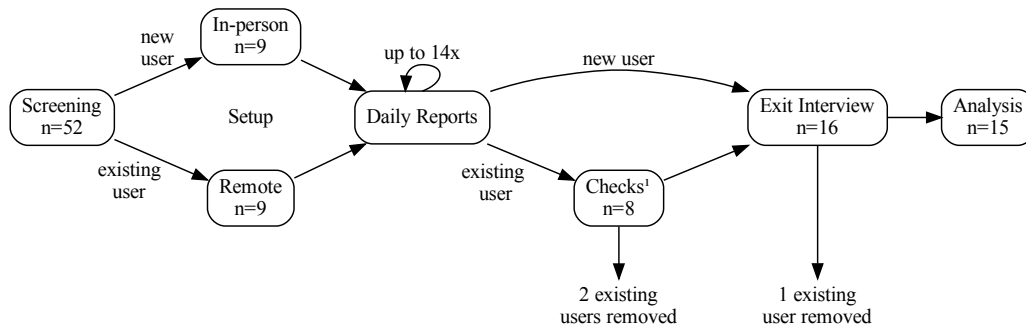 In-person
n=9
new
user
up to 14x
new user
Screening
n=52
Setup
Daily Reports
Exit Interview
n=16
Analysis
n=15
existing
user
Remote
n=9
existing
user
Checks¹
n=8
2 existing
users removed
1 existing
user removed